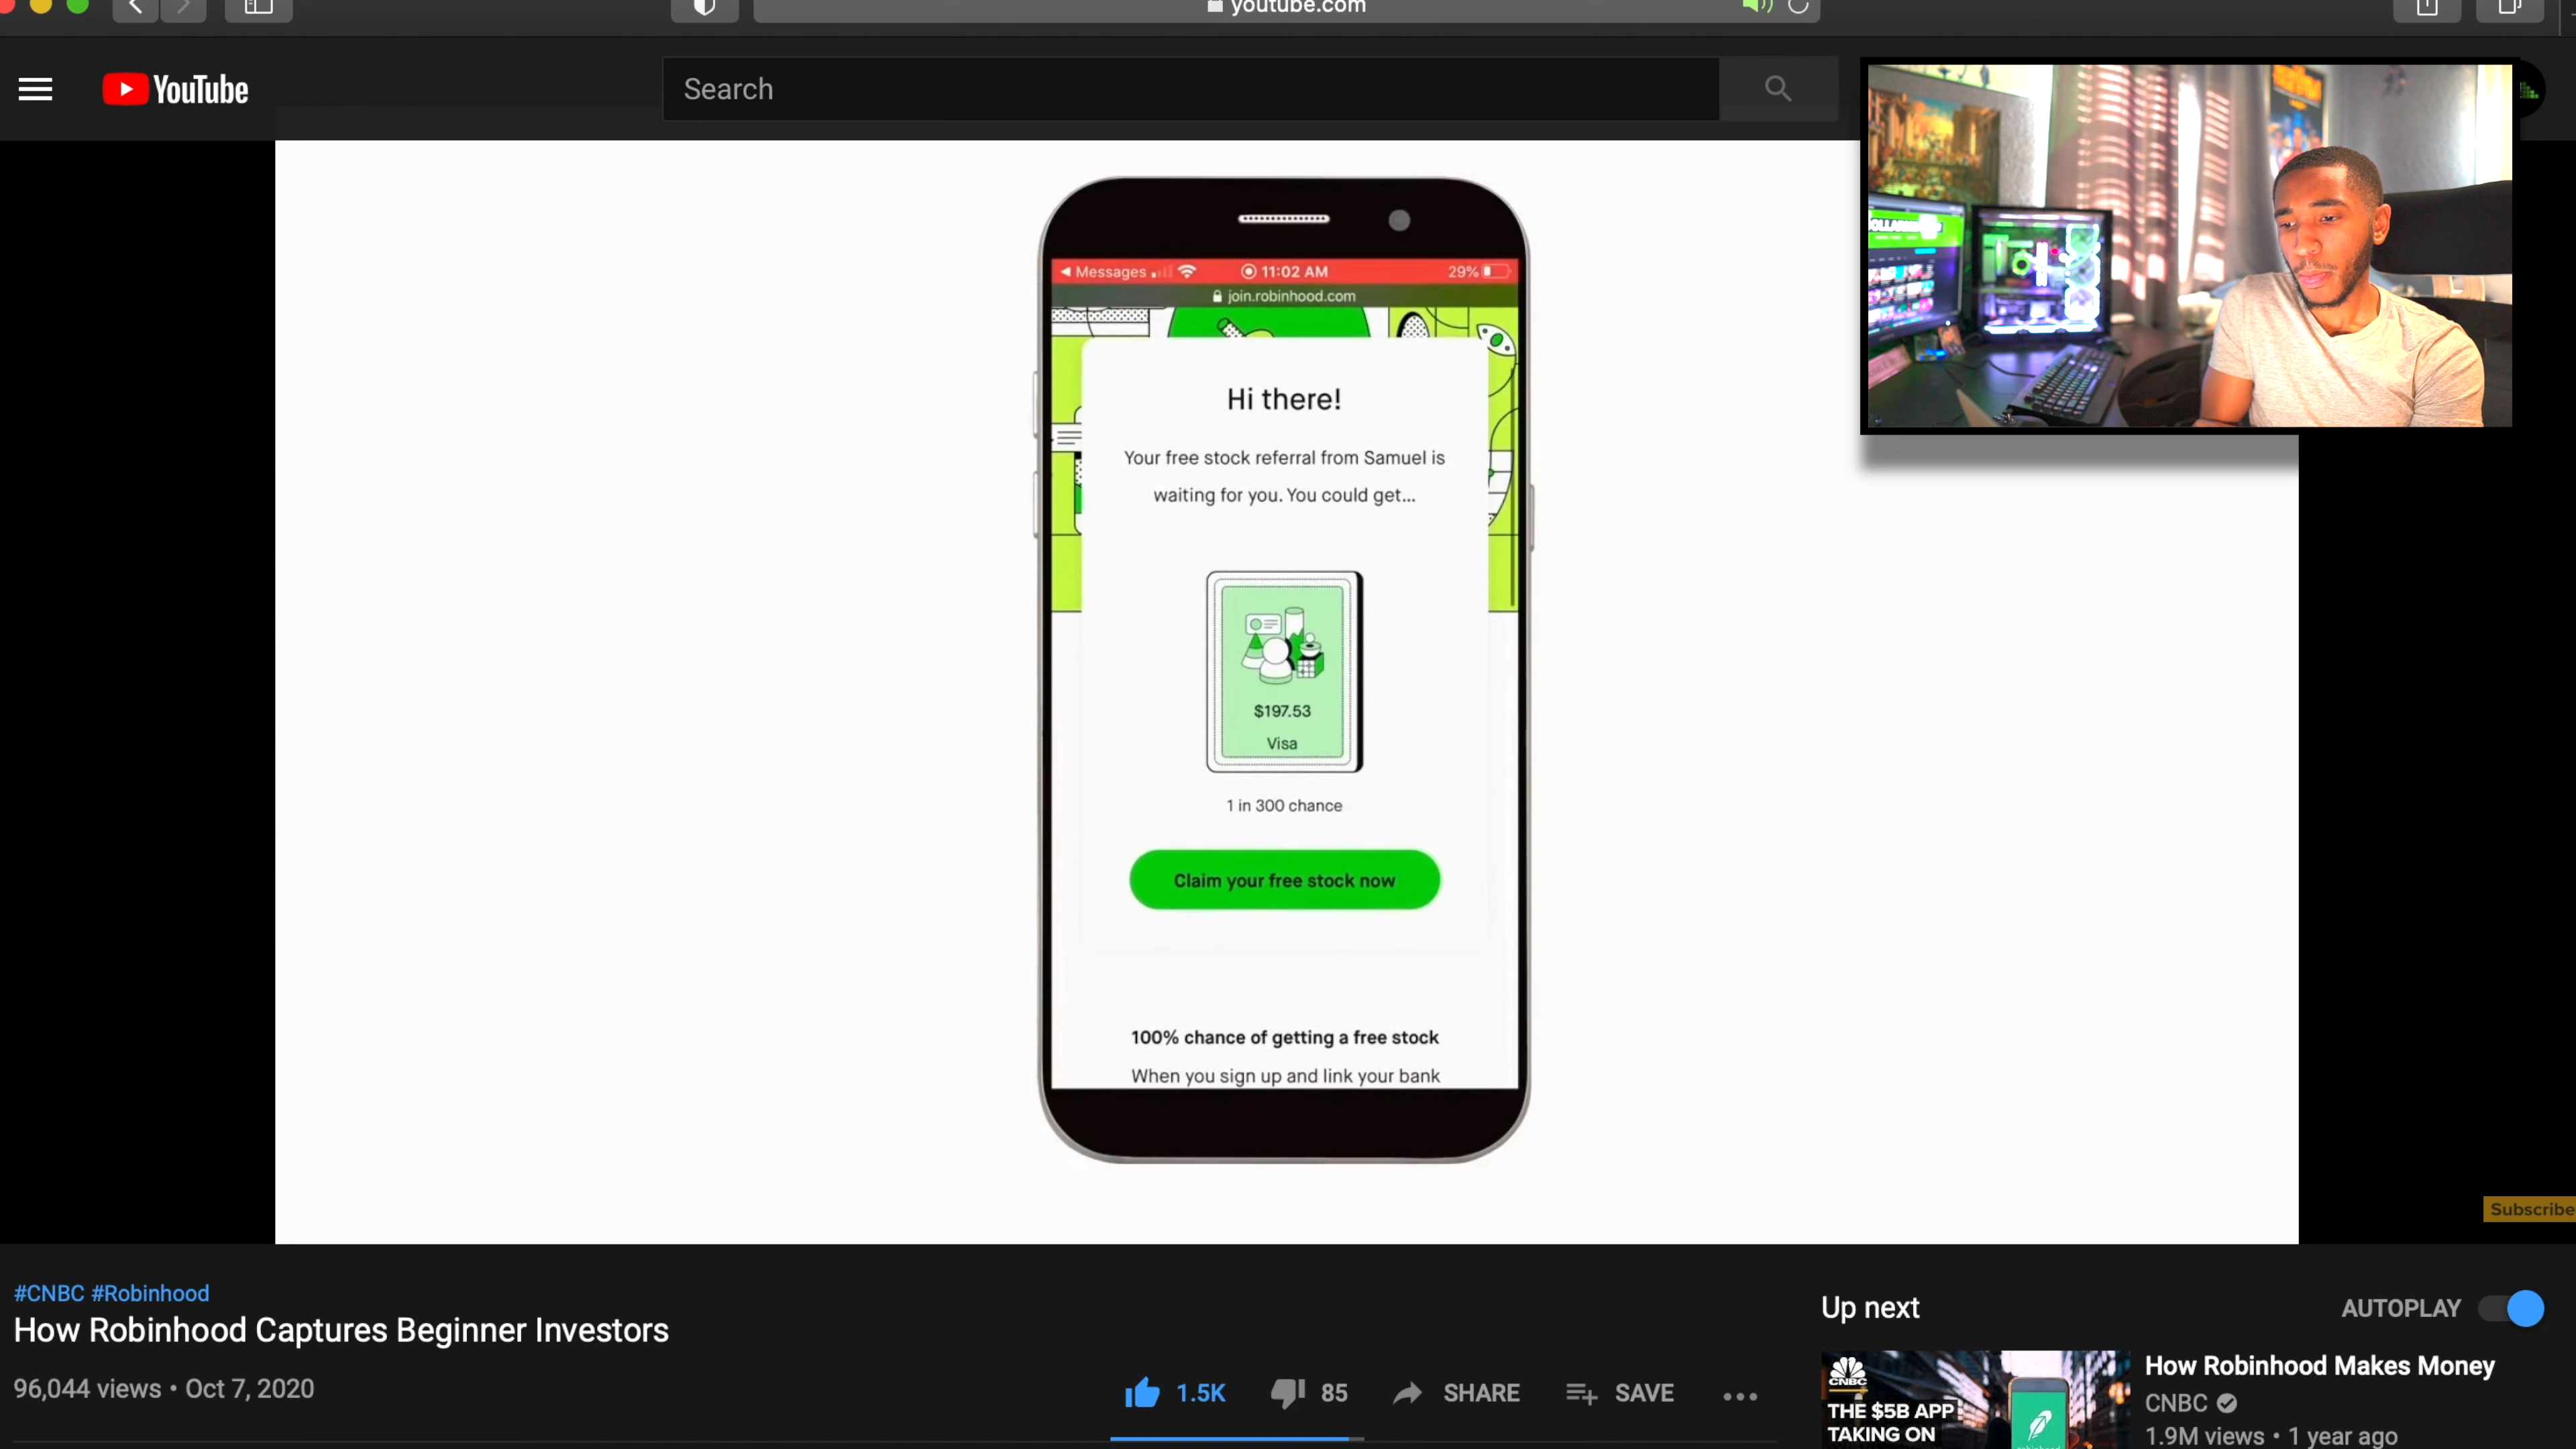 youtube.com
YouTube
Search
Messages
11:02 AM
29%
join.robinhood.com
Hi there!
Your free stock referral from Samuel is
waiting for you. You could get...
$197.53
Visa
1 in 300 chance
Claim your free stock now
100% chance of getting a free stock
When you sign up and link your bank
Subscribe
#CNBC #Robinhood
How Robinhood Captures Beginner Investors
96,044 views • Oct 7, 2020
1.5K
85
SHARE
SAVE
Up next
AUTOPLAY
CNBC
THE $5B APP
TAKING ON
How Robinhood Makes Money
CNBC
1.9M views • 1 year ago